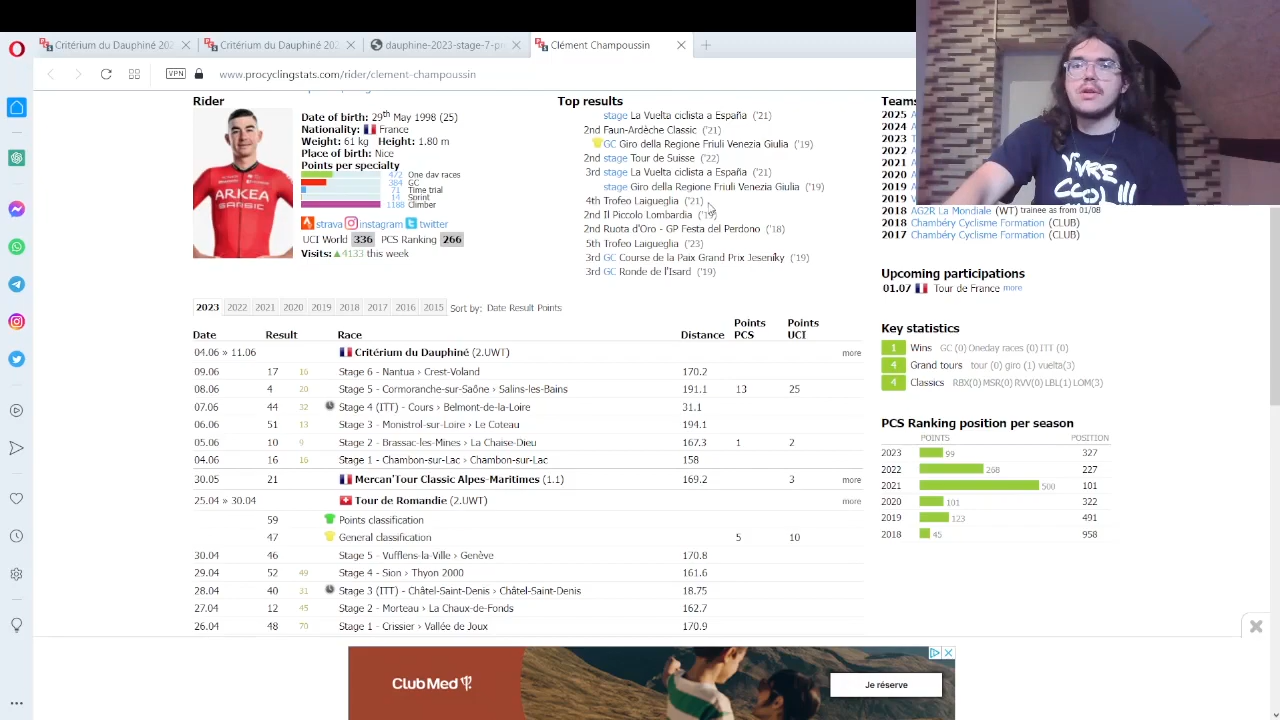 Critérium du Dauphiné 202
Critérium du Dauphiné 202
dauphine-2023-stage-7-p
Clément Champoussin
VPN
www.procyclingstats.com/rider/clement-champoussin
Rider
Date of birth: 29th May 1998 (25)
Nationality: France
Weight: 61 kg Height: 1.80 m
Place of birth: Nice
Points per specialty
472 One day races
384 GC
71 Time trial
14 Sprint
1188 Climber
strava instagram twitter
UCI World 336 PCS Ranking 266
Visits: ▲4133 this week
ARKEA
SAMSIC
Top results
stage La Vuelta ciclista a España ('21)
2nd Faun-Ardèche Classic ('21)
GC Giro della Regione Friuli Venezia Giulia ('19)
2nd stage Tour de Suisse ('22)
3rd stage La Vuelta ciclista a España ('21)
stage Giro della Regione Friuli Venezia Giulia ('19)
4th Trofeo Laigueglia ('21)
2nd Il Piccolo Lombardia ('19)
2nd Ruota d'Oro - GP Festa del Perdono ('18)
5th Trofeo Laigueglia ('23)
3rd GC Course de la Paix Grand Prix Jeseniky ('19)
3rd GC Ronde de l'Isard ('19)
Teams
2025 A
2024 A
2023 T
2022 A
2021 A
2020 A
2019 A
2019 V
2018 AG2R La Mondiale (WT) trainee as from 01/08
2018 Chambéry Cyclisme Formation (CLUB)
2017 Chambéry Cyclisme Formation (CLUB)
VIVRE
COOL !!!
Upcoming participations
01.07 Tour de France more
Key statistics
1 Wins GC (0) Oneday races (0) ITT (0)
4 Grand tours tour (0) giro (1) vuelta(3)
4 Classics RBX(0) MSR(0) RVV(0) LBL(1) LOM(3)
PCS Ranking position per season
POINTS POSITION
2023 99 327
2022 268 227
2021 500 101
2020 101 322
2019 123 491
2018 45 958
2023 2022 2021 2020 2019 2018 2017 2016 2015 Sort by: Date Result Points
Date Result Race Distance Points PCS Points UCI
04.06 » 11.06 Critérium du Dauphiné (2.UWT) more
09.06 17 16 Stage 6 - Nantua › Crest-Voland 170.2
08.06 4 20 Stage 5 - Cormoranche-sur-Saône › Salins-les-Bains 191.1 13 25
07.06 44 32 Stage 4 (ITT) - Cours › Belmont-de-la-Loire 31.1
06.06 51 13 Stage 3 - Monistrol-sur-Loire › Le Coteau 194.1
05.06 10 9 Stage 2 - Brassac-les-Mines › La Chaise-Dieu 167.3 1 2
04.06 16 16 Stage 1 - Chambon-sur-Lac › Chambon-sur-Lac 158
30.05 21 Mercan'Tour Classic Alpes-Maritimes (1.1) 169.2 3 more
25.04 » 30.04 Tour de Romandie (2.UWT) more
59 Points classification
47 General classification 5 10
30.04 46 Stage 5 - Vufflens-la-Ville › Genève 170.8
29.04 52 49 Stage 4 - Sion › Thyon 2000 161.6
28.04 40 31 Stage 3 (ITT) - Châtel-Saint-Denis › Châtel-Saint-Denis 18.75
27.04 12 45 Stage 2 - Morteau › La Chaux-de-Fonds 162.7
26.04 48 70 Stage 1 - Crissier › Vallée de Joux 170.9
Club Med
Je réserve